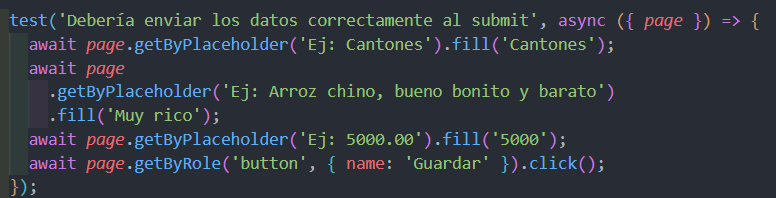 test('Debería enviar los datos correctamente al submit', async ({ page }) => {
  await page.getByPlaceholder('Ej: Cantones').fill('Cantones');
  await page
    .getByPlaceholder('Ej: Arroz chino, bueno bonito y barato')
    .fill('Muy rico');
  await page.getByPlaceholder('Ej: 5000.00').fill('5000');
  await page.getByRole('button', { name: 'Guardar' }).click();
});